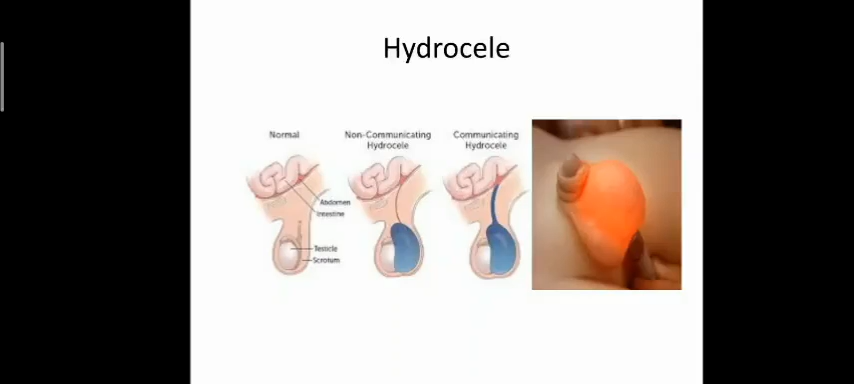 Hydrocele
Normal
Non-Communicating
Hydrocele
Communicating
Hydrocele
Abdomen
Intestine
Testicle
Scrotum